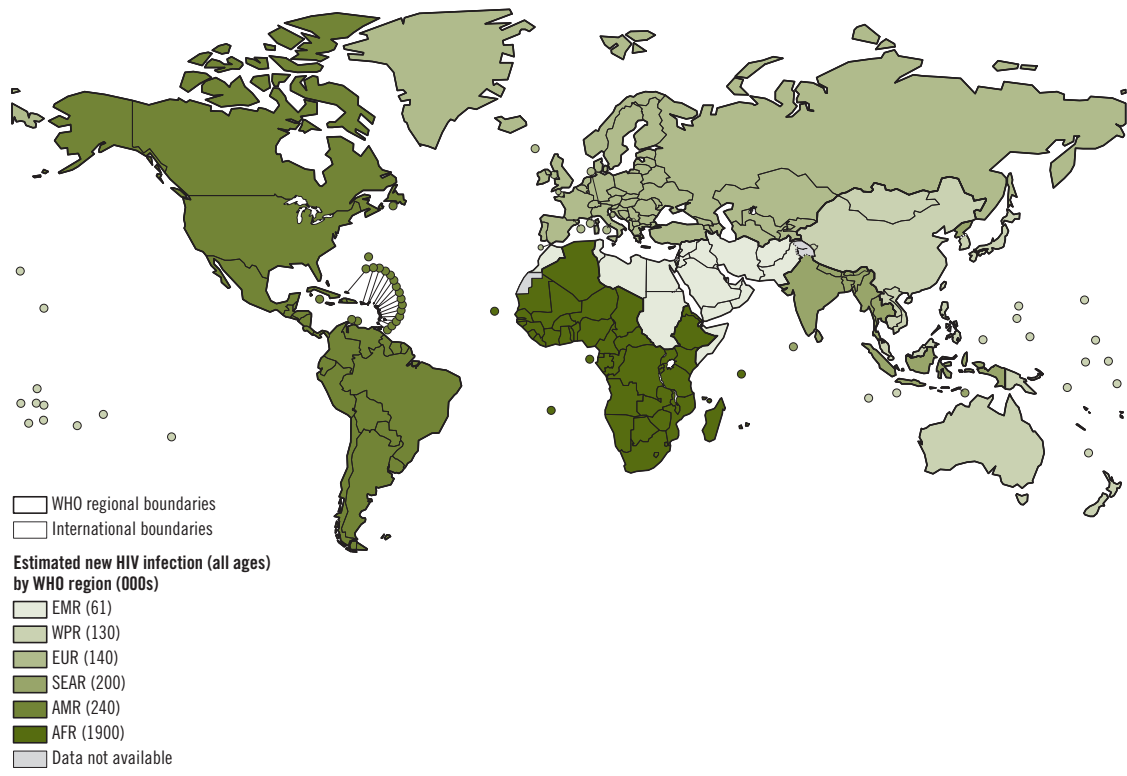 WHO regional boundaries
International boundaries
Estimated new HIV infection (all ages)
by WHO region (000s)
EMR (61)
WPR (130)
EUR (140)
SEAR (200)
AMR (240)
AFR (1900)
Data not available